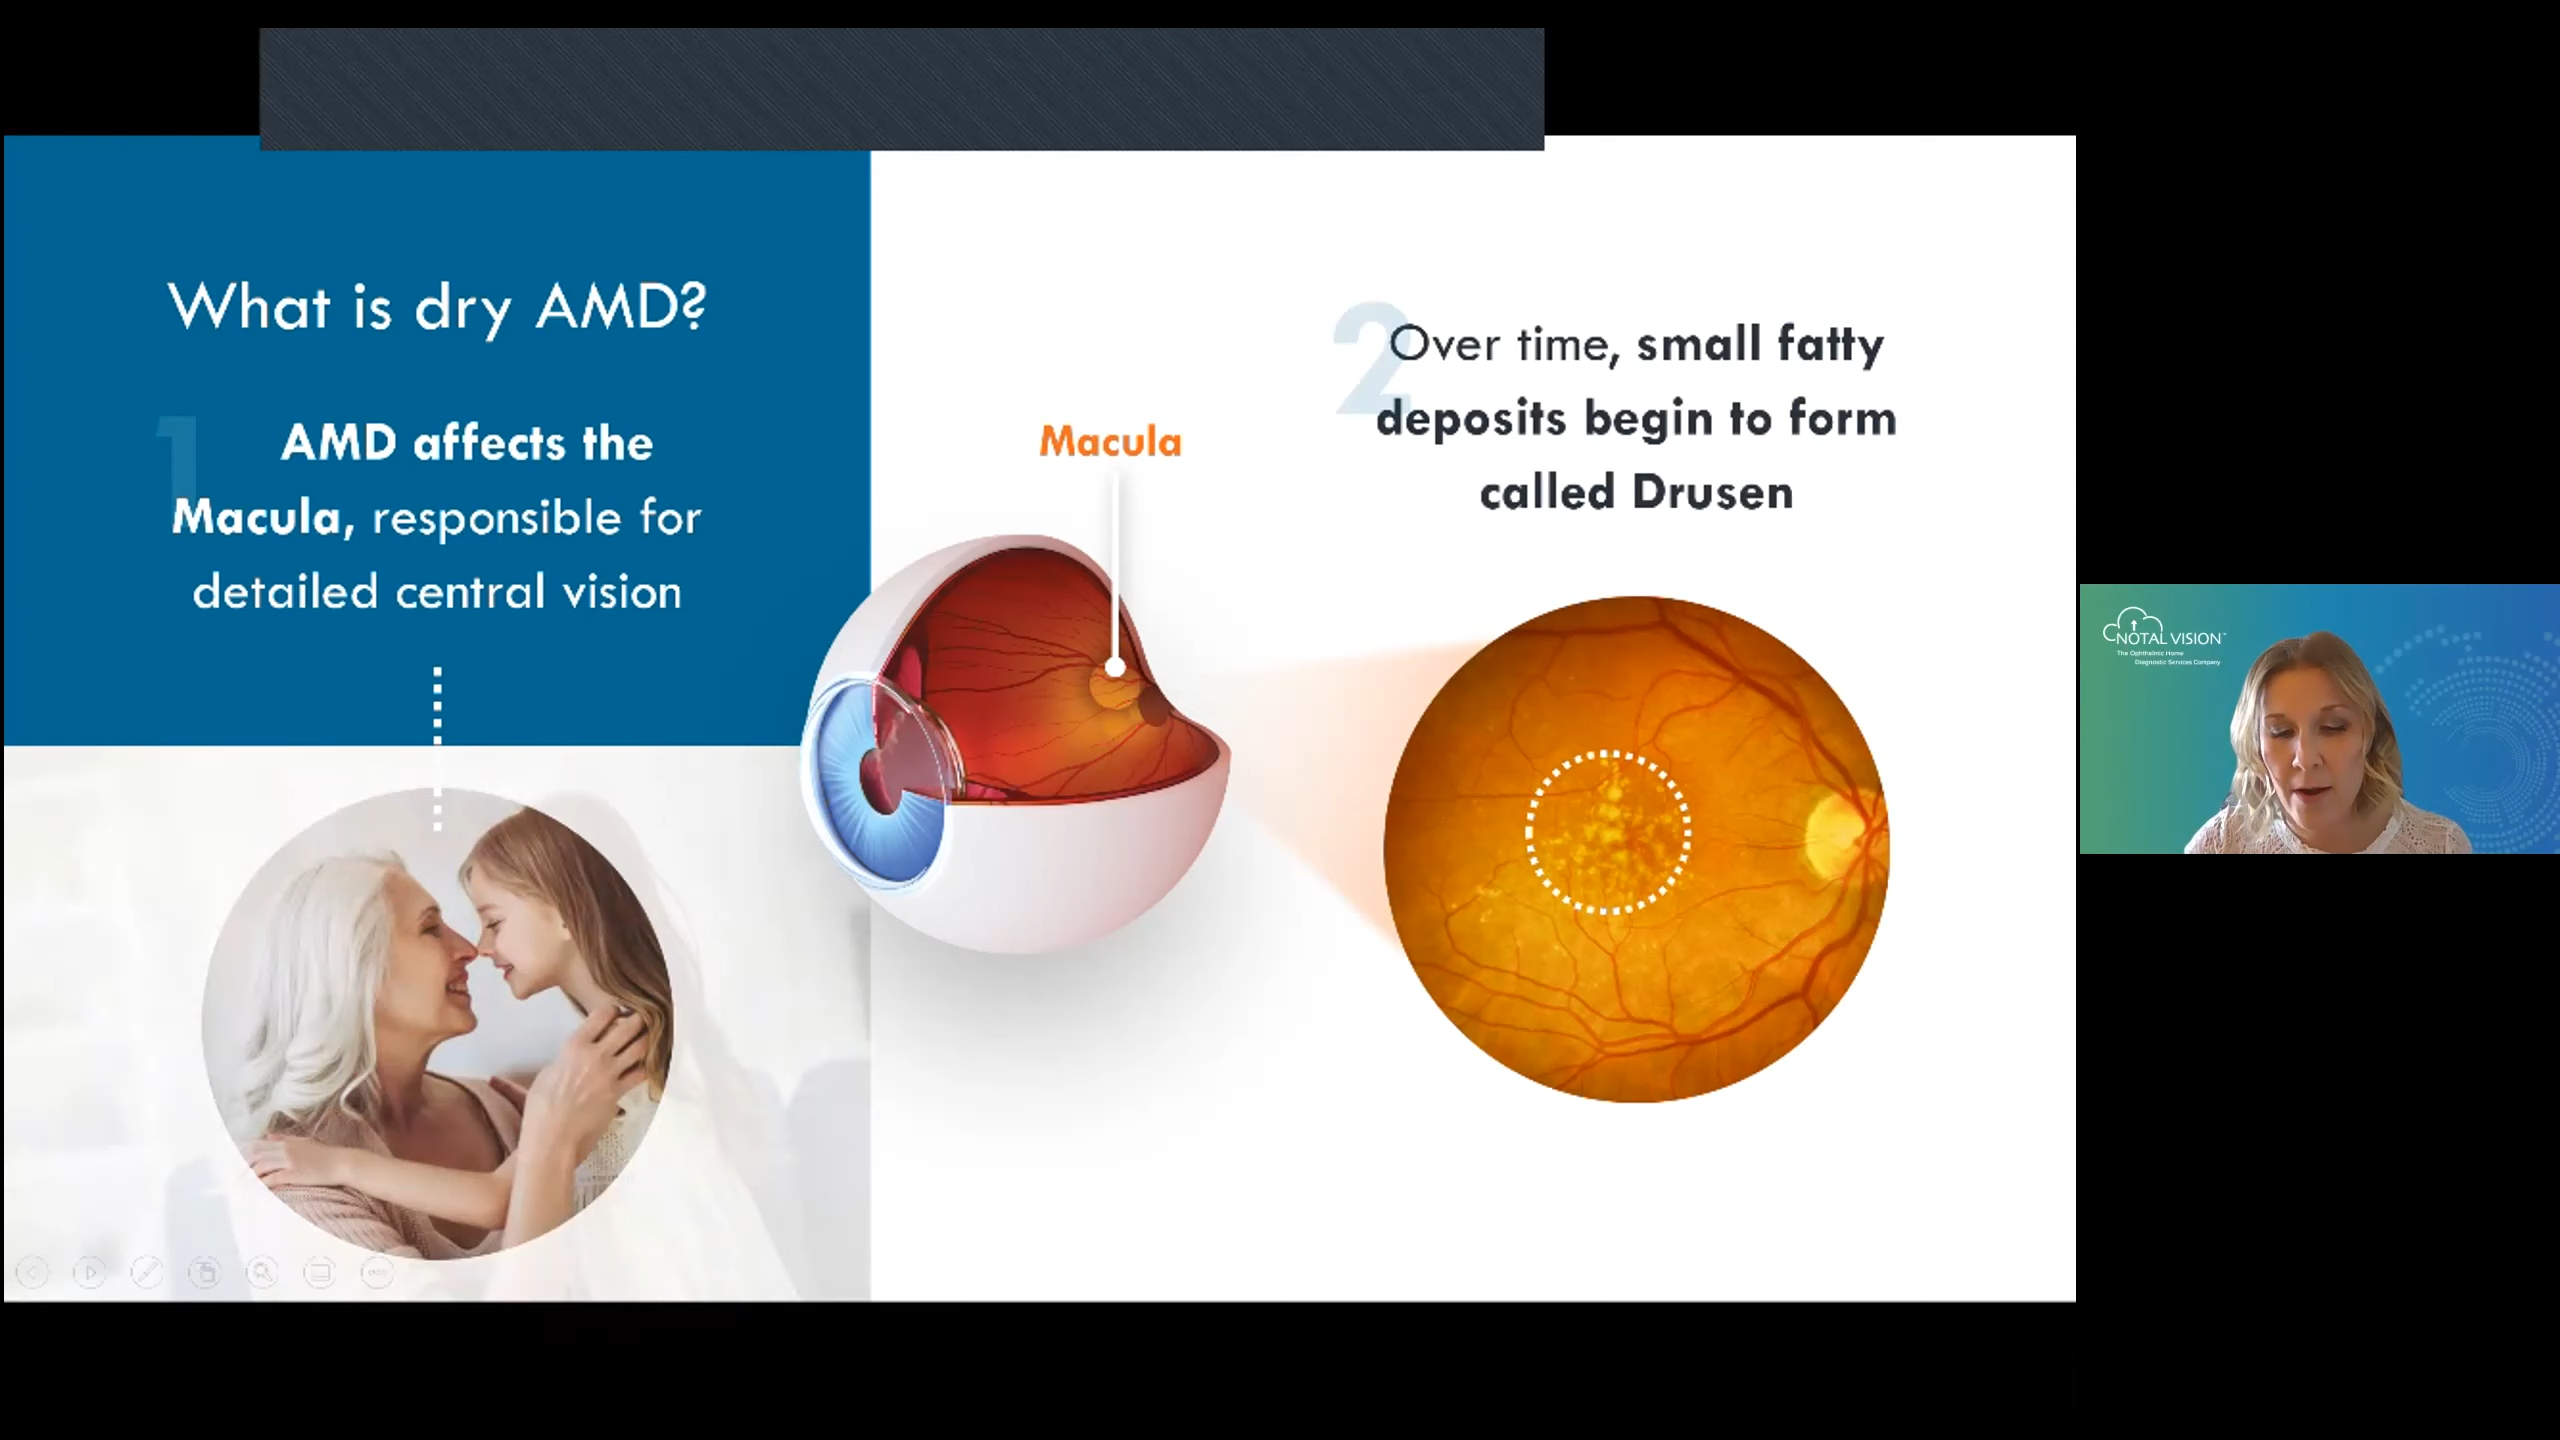 What is dry AMD?
1
AMD affects the
Macula, responsible for
detailed central vision
Macula
2
Over time, small fatty
deposits begin to form
called Drusen
NOTAL VISION
The Ophthalmic Home
Diagnostic Services Company